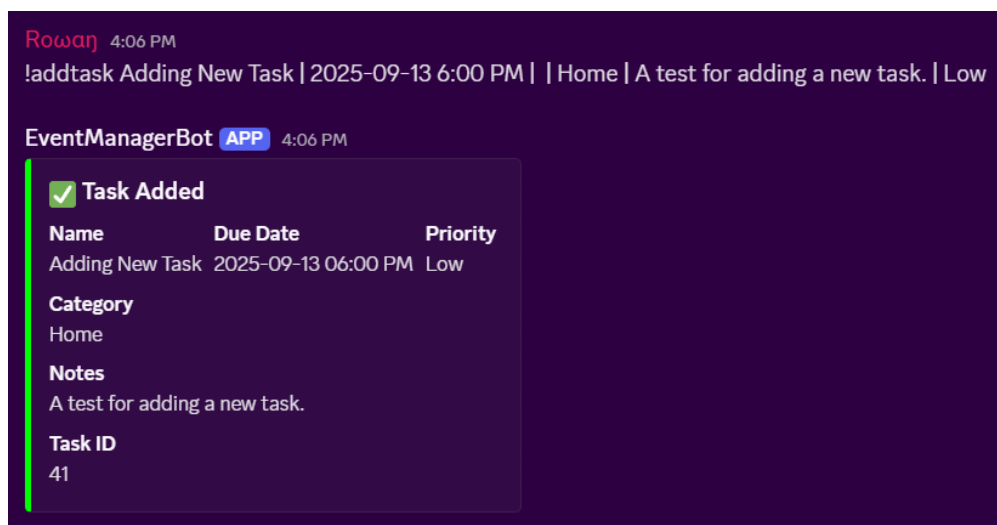 Roωαŋ 4:06 PM
!addtask Adding New Task | 2025-09-13 6:00 PM | | Home | A test for adding a new task. | Low
EventManagerBot APP 4:06 PM
✅ Task Added
Name Due Date Priority
Adding New Task 2025-09-13 06:00 PM Low
Category
Home
Notes
A test for adding a new task.
Task ID
41